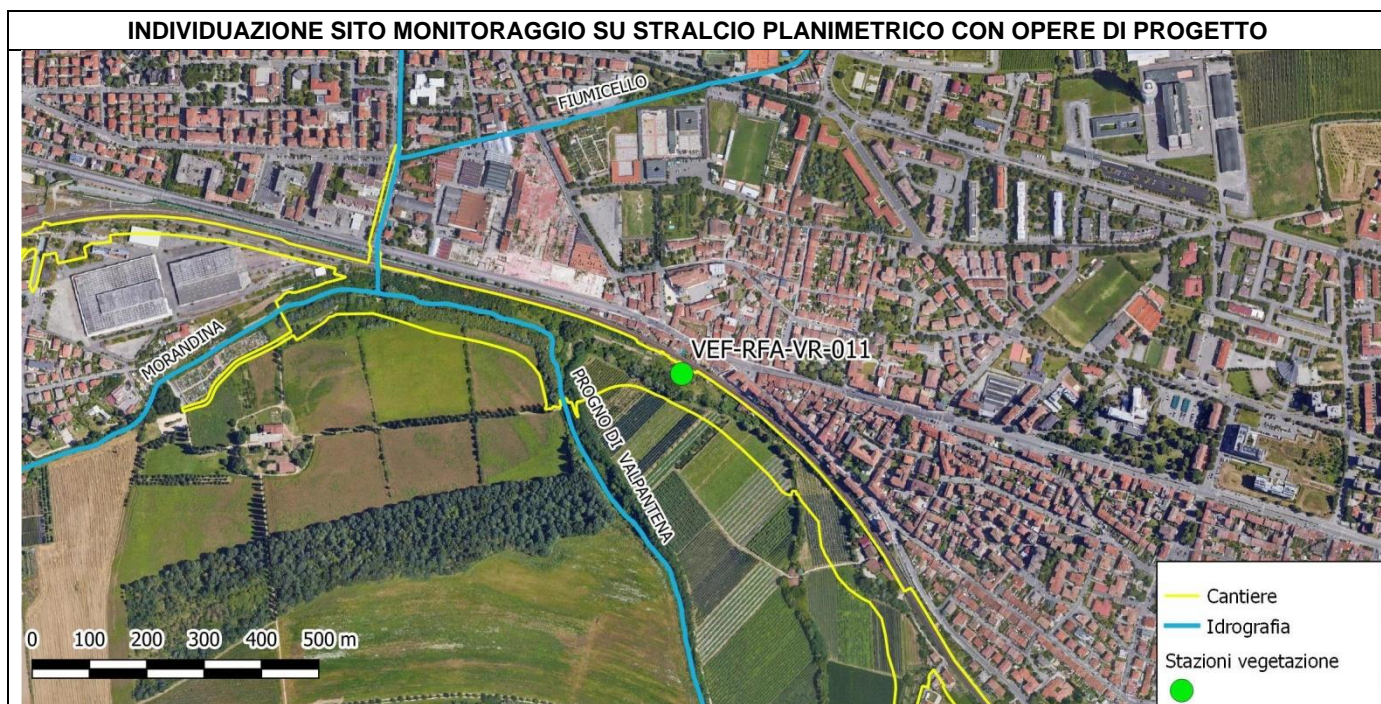 INDIVIDUAZIONE SITO MONITORAGGIO SU STRALCIO PLANIMETRICO CON OPERE DI PROGETTO
FIUMICELLO
MORANDINA
VEF-RFA-VR-011
PROGNO DI VALPANTENA
0 100 200 300 400 500 m
Cantiere
Idrografia
Stazioni vegetazione